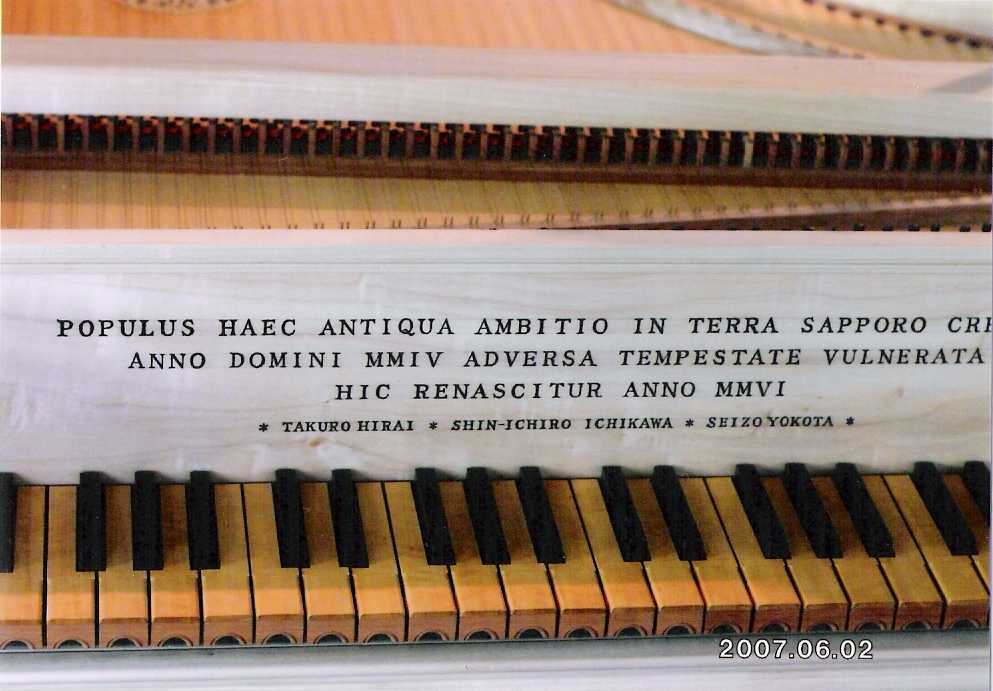 POPULUS HAEC ANTIQUA AMBITIO IN TERRA SAPPORO
ANNO DOMINI MMIV ADVERSA TEMPESTATE VULNERATA
HIC RENASCITUR ANNO MMVI
* TAKURO HIRAI * SHIN-ICHIRO ICHIKAWA * SEIZO YOKOTA *
2007.06.02